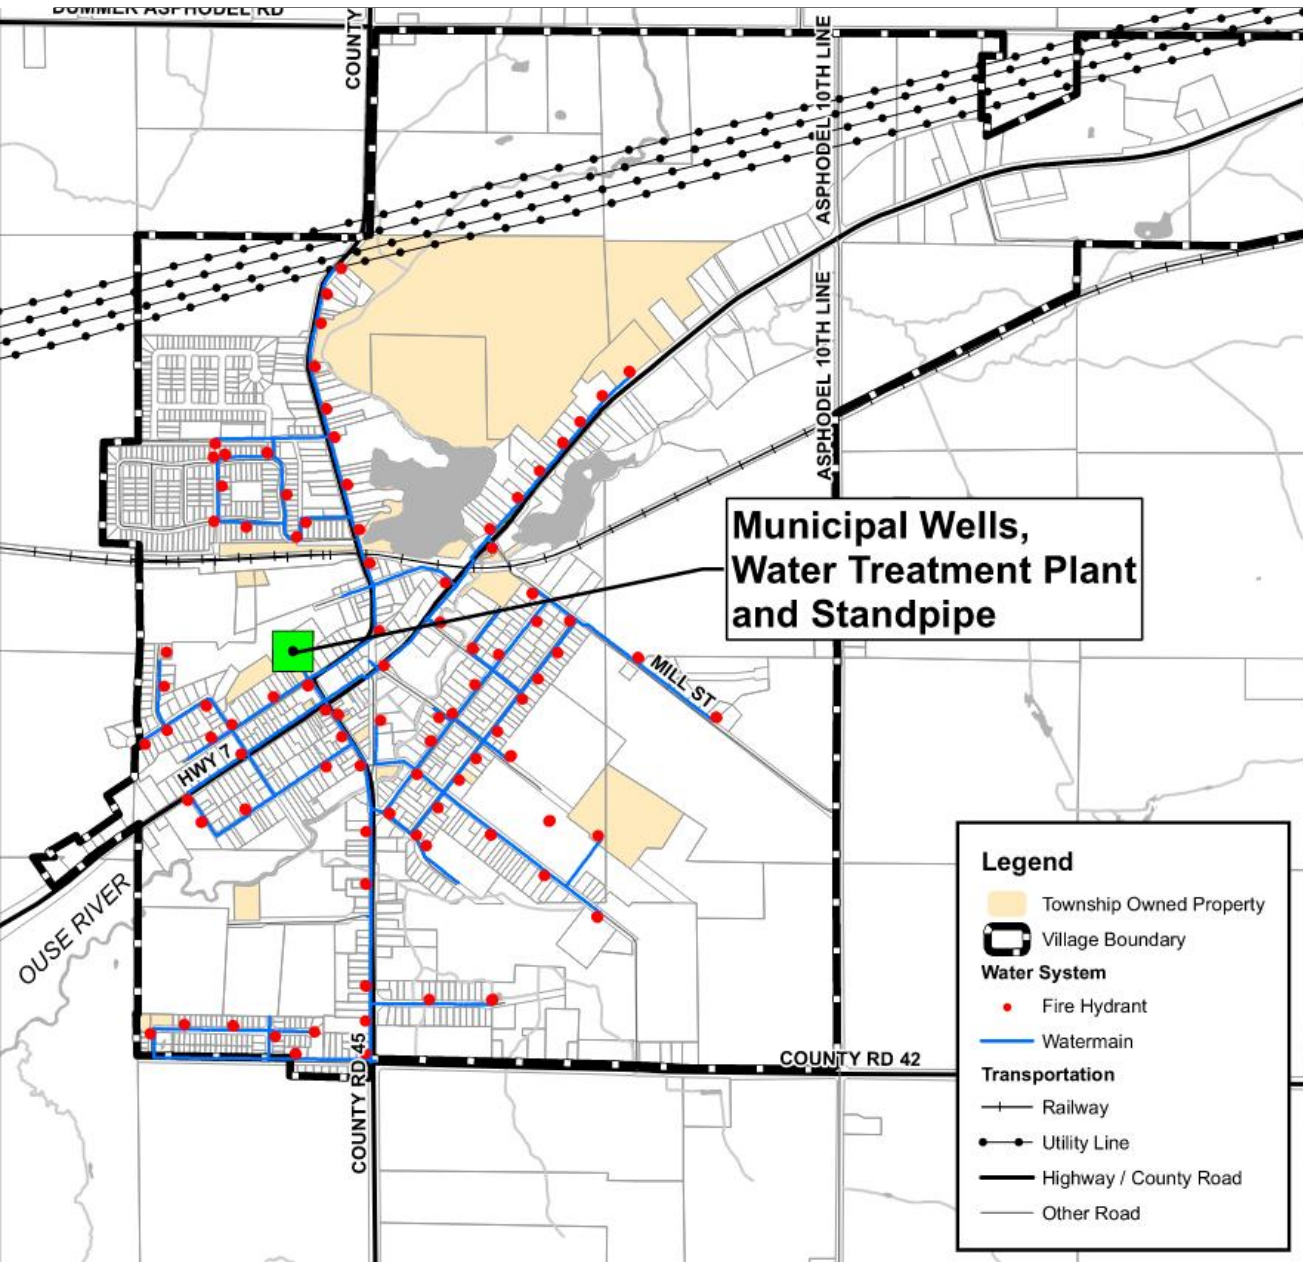 DUMMER ASPHODEL RD
COUNTY
ASPHODEL 10TH LINE
ASPHODEL 10TH LINE
Municipal Wells,
Water Treatment Plant
and Standpipe
MILL ST
HWY 7
OUSE RIVER
COUNTY RD 45
COUNTY RD 42
Legend
Township Owned Property
Village Boundary
Water System
Fire Hydrant
Watermain
Transportation
Railway
Utility Line
Highway / County Road
Other Road